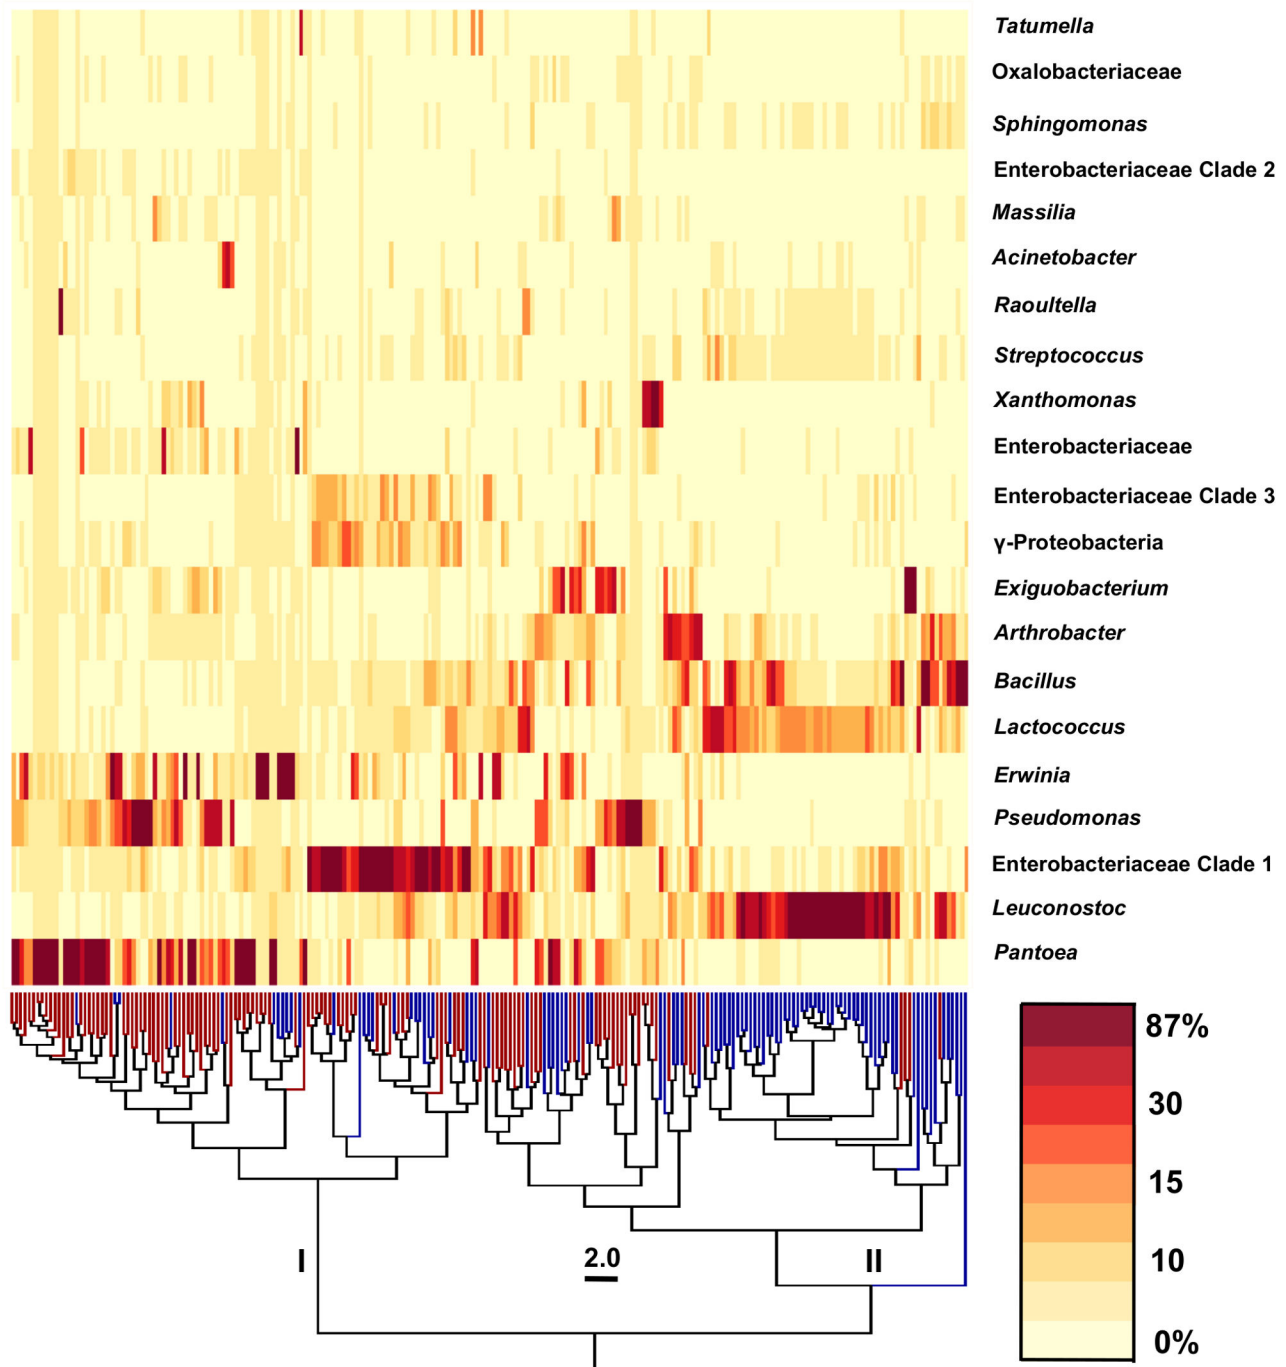 Tatumella
Oxalobacteriaceae
Sphingomonas
Enterobacteriaceae Clade 2
Massilia
Acinetobacter
Raoultella
Streptococcus
Xanthomonas
Enterobacteriaceae
Enterobacteriaceae Clade 3
γ-Proteobacteria
Exiguobacterium
Arthrobacter
Bacillus
Lactococcus
Erwinia
Pseudomonas
Enterobacteriaceae Clade 1
Leuconostoc
Pantoea
87%
30
15
10
0%
I
2.0
II